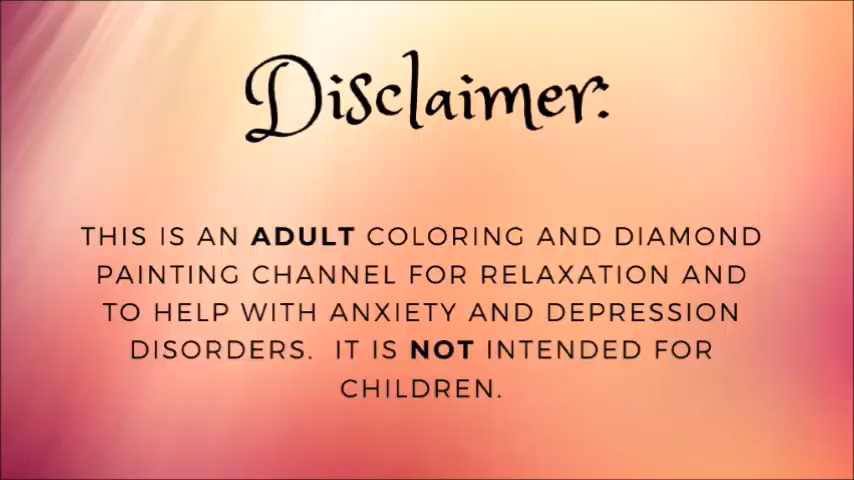 Disclaimer:
THIS IS AN ADULT COLORING AND DIAMOND
PAINTING CHANNEL FOR RELAXATION AND
TO HELP WITH ANXIETY AND DEPRESSION
DISORDERS. IT IS NOT INTENDED FOR
CHILDREN.